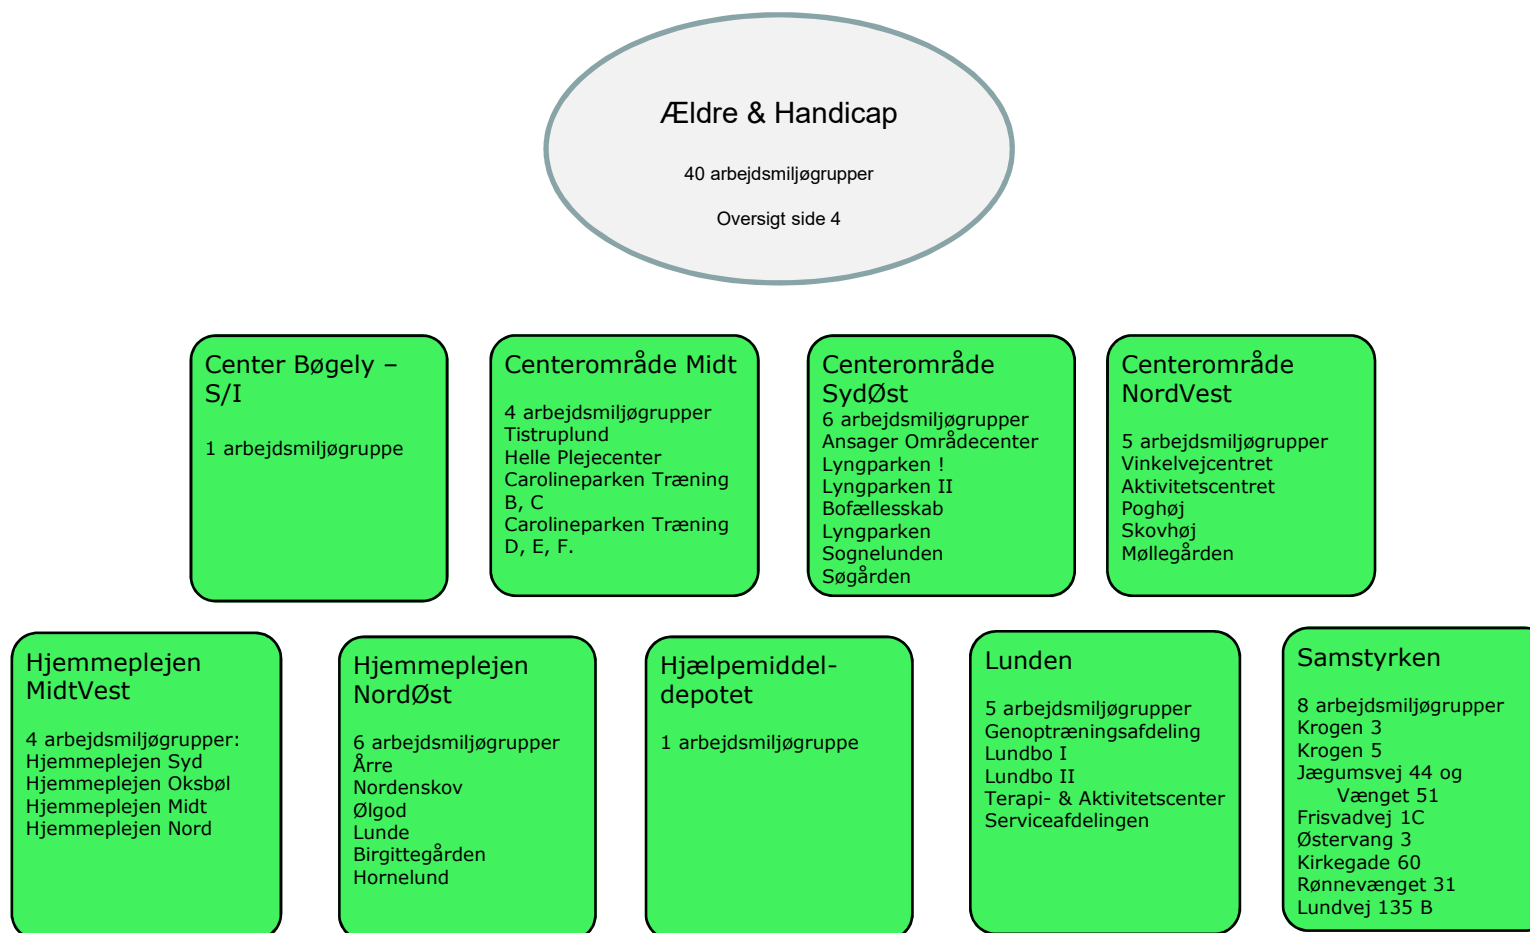 Ældre & Handicap
40 arbejdsmiljøgrupper
Oversigt side 4
Center Bøgely –
S/I
1 arbejdsmiljøgruppe
Centerområde Midt
4 arbejdsmiljøgrupper
Tistruplund
Helle Plejecenter
Carolineparken Træning
B, C
Carolineparken Træning
D, E, F.
Centerområde
SydØst
6 arbejdsmiljøgrupper
Ansager Områdecenter
Lyngparken !
Lyngparken II
Bofællesskab
Lyngparken
Sognelunden
Søgården
Centerområde
NordVest
5 arbejdsmiljøgrupper
Vinkelvejcentret
Aktivitetscentret
Poghøj
Skovhøj
Møllegården
Hjemmeplejen
MidtVest
4 arbejdsmiljøgrupper:
Hjemmeplejen Syd
Hjemmeplejen Oksbøl
Hjemmeplejen Midt
Hjemmeplejen Nord
Hjemmeplejen
NordØst
6 arbejdsmiljøgrupper
Årre
Nordenskov
Ølgod
Lunde
Birgittegården
Hornelund
Hjælpemiddel-
depotet
1 arbejdsmiljøgruppe
Lunden
5 arbejdsmiljøgrupper
Genoptræningsafdeling
Lundbo I
Lundbo II
Terapi- & Aktivitetscenter
Serviceafdelingen
Samstyrken
8 arbejdsmiljøgrupper
Krogen 3
Krogen 5
Jægumsvej 44 og
Vænget 51
Frisvadvej 1C
Østervang 3
Kirkegade 60
Rønnevænget 31
Lundvej 135 B